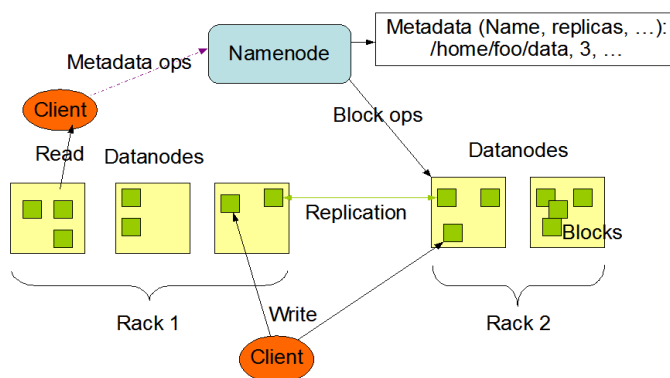 Metadata (Name, replicas, …):
/home/foo/data, 3, …
Namenode
Metadata ops
Client
Block ops
Read
Datanodes
Datanodes
Replication
Blocks
Rack 1
Write
Rack 2
Client